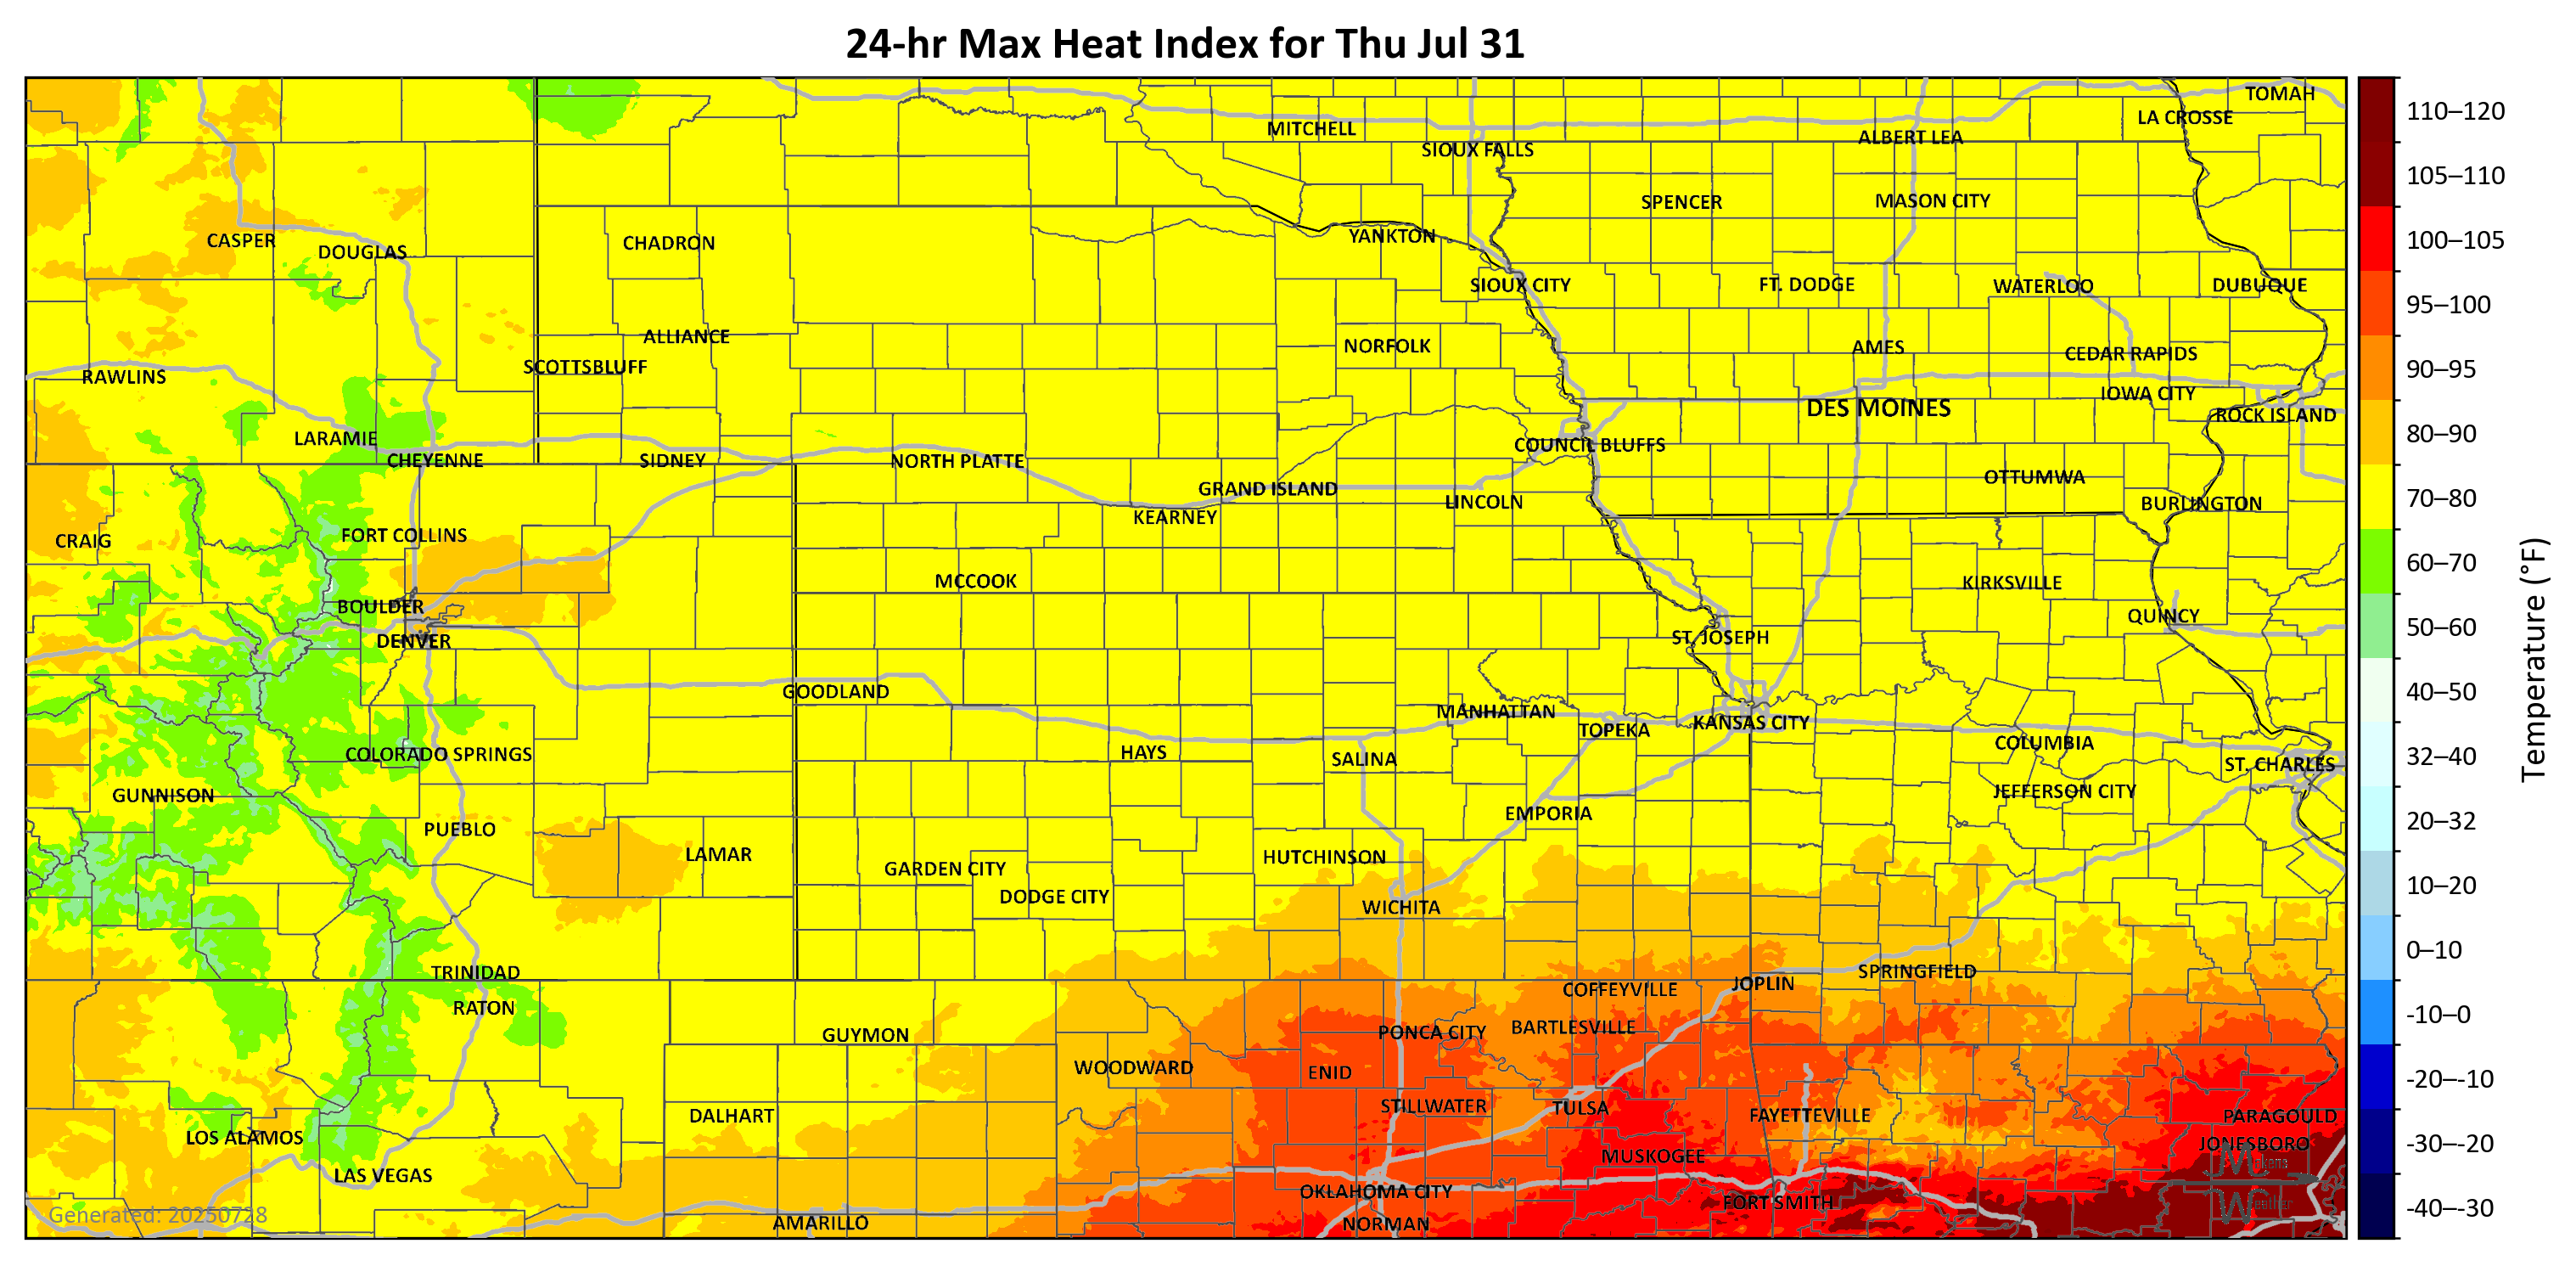 24-hr Max Heat Index for Thu Jul 31
TOMAH
LA CROSSE
MITCHELL
ALBERT LEA
SIOUX FALLS
SPENCER
MASON CITY
CASPER
DOUGLAS
CHADRON
YANKTON
SIOUX CITY
FT. DODGE
WATERLOO
DUBUQUE
ALLIANCE
NORFOLK
AMES
CEDAR RAPIDS
SCOTTSBLUFF
RAWLINS
IOWA CITY
DES MOINES
ROCK ISLAND
LARAMIE
COUNCIL BLUFFS
CHEYENNE
SIDNEY
NORTH PLATTE
OTTUMWA
GRAND ISLAND
LINCOLN
BURLINGTON
KEARNEY
FORT COLLINS
CRAIG
MCCOOK
KIRKSVILLE
BOULDER
QUINCY
DENVER
ST. JOSEPH
GOODLAND
MANHATTAN
TOPEKA
KANSAS CITY
COLUMBIA
COLORADO SPRINGS
HAYS
SALINA
ST. CHARLES
GUNNISON
JEFFERSON CITY
EMPORIA
PUEBLO
LAMAR
HUTCHINSON
GARDEN CITY
DODGE CITY
WICHITA
TRINIDAD
SPRINGFIELD
JOPLIN
COFFEYVILLE
RATON
BARTLESVILLE
PONCA CITY
GUYMON
WOODWARD
ENID
STILLWATER
TULSA
DALHART
FAYETTEVILLE
PARAGOULD
LOS ALAMOS
JONESBORO
MUSKOGEE
LAS VEGAS
OKLAHOMA CITY
FORT SMITH
AMARILLO
NORMAN
Generated: 20250728
Makens
Weather
110–120
105–110
100–105
95–100
90–95
80–90
70–80
60–70
50–60
40–50
32–40
20–32
10–20
0–10
-10–0
-20–-10
-30–-20
-40–-30
Temperature (°F)